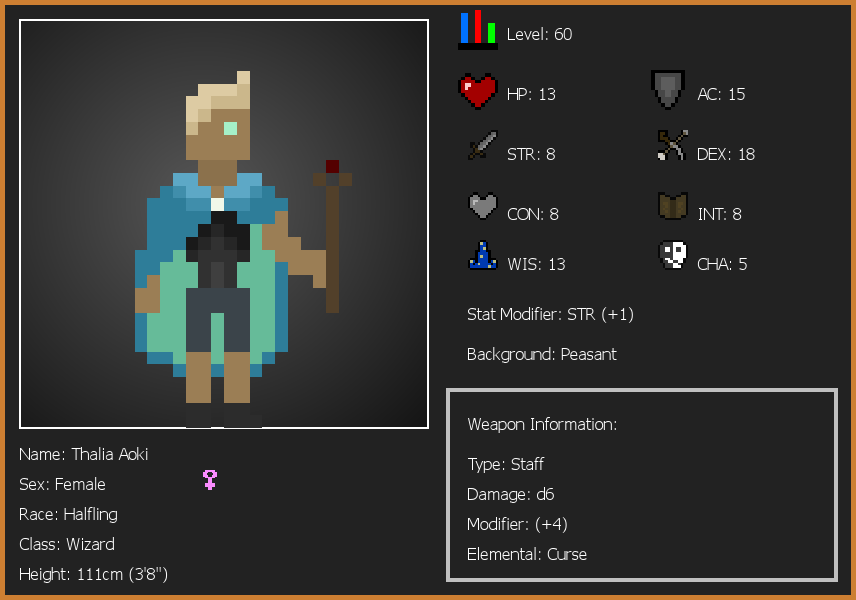 Level: 60
HP: 13
AC: 15
STR: 8
DEX: 18
CON: 8
INT: 8
WIS: 13
CHA: 5
Stat Modifier: STR (+1)
Background: Peasant
Weapon Information:
Type: Staff
Damage: d6
Modifier: (+4)
Elemental: Curse
Name: Thalia Aoki
Sex: Female
Race: Halfling
Class: Wizard
Height: 111cm (3'8")